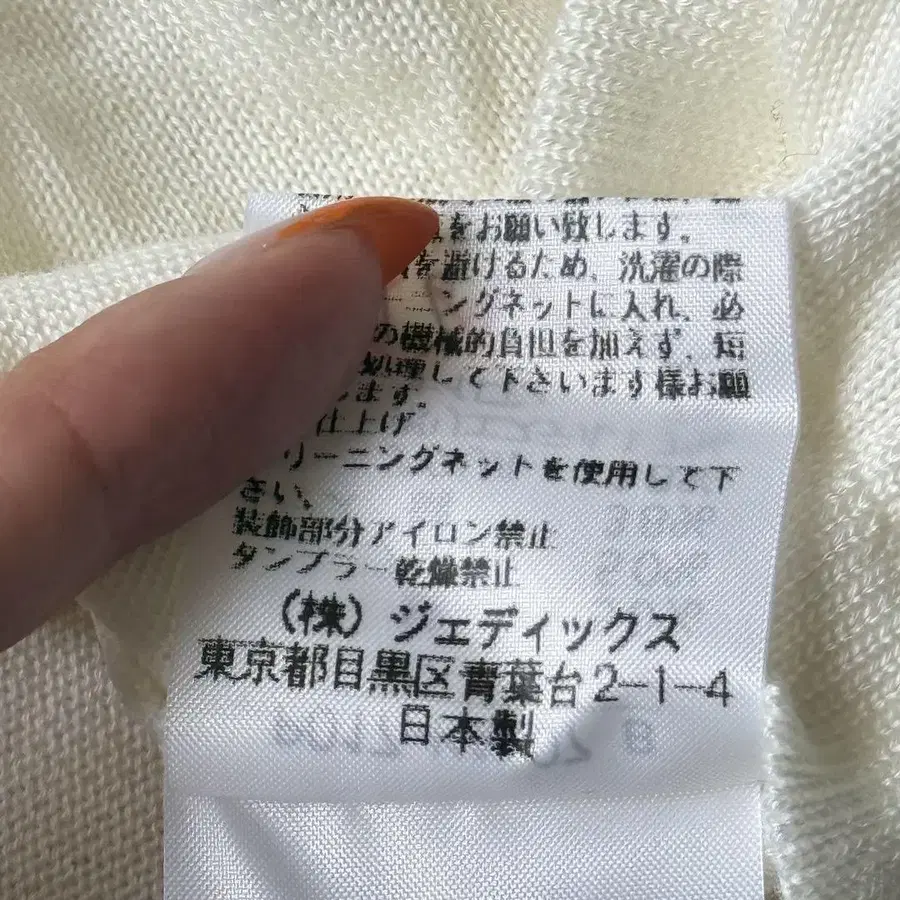 をお願い致します。
を避けるため、洗濯の際
ングネットに入れ、必
の機械的負担を加えず、短
処理して下さいます様お願
します。
仕上げ
リーニングネットを使用して下
さい、
装飾部分アイロン禁止
タンブラー乾燥禁止
（株）ジェディックス
東京都目黒区青葉台2-1-4
日本製